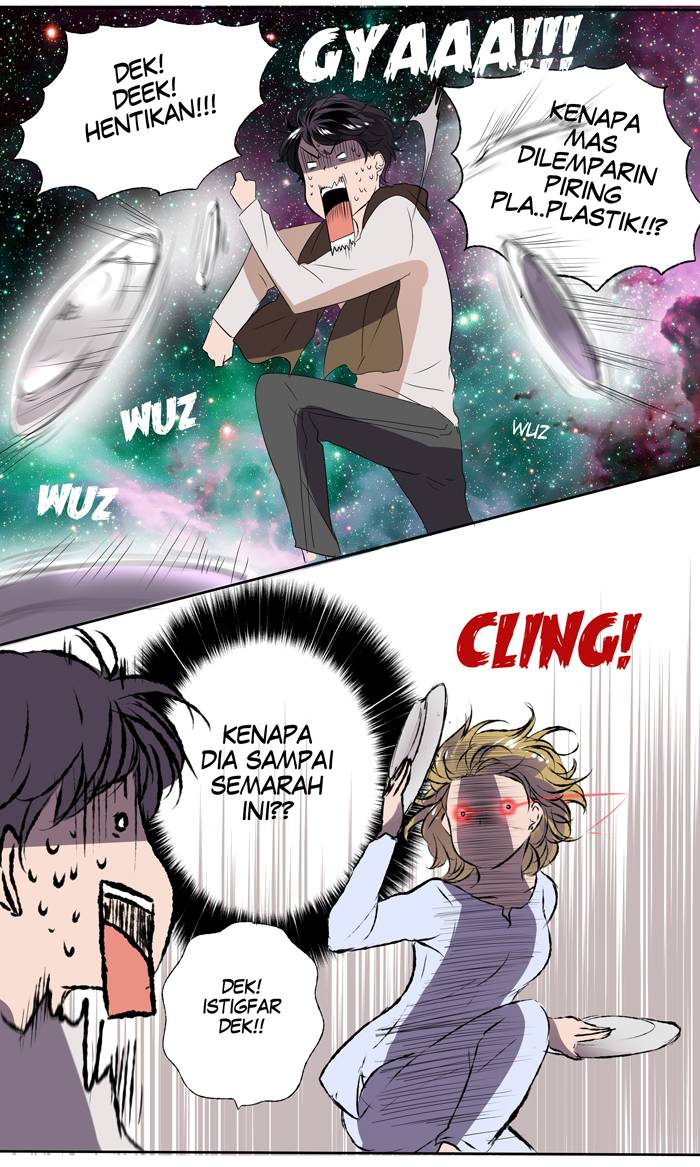 GYAAA!!!
DEK!
DEEK!
HENTIKAN!!!
KENAPA
MAS
DILEMPARIN
PIRING
PLA..PLASTIK!!?
WUZ
WUZ
WUZ
CLING!
KENAPA
DIA SAMPAI
SEMARAH
INI??
DEK!
ISTIGFAR
DEK!!